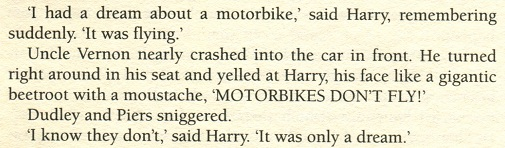 ‘I had a dream about a motorbike,’ said Harry, remembering
suddenly. ‘It was flying.’
Uncle Vernon nearly crashed into the car in front. He turned
right around in his seat and yelled at Harry, his face like a gigantic
beetroot with a moustache, ‘MOTORBIKES DON’T FLY!’
Dudley and Piers sniggered.
‘I know they don’t,’ said Harry. ‘It was only a dream.’